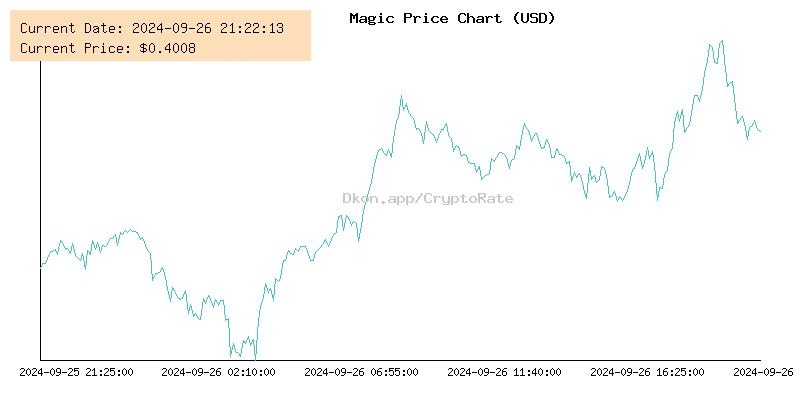 Magic Price Chart (USD)
Current Date: 2024-09-26 21:22:13
Current Price: $0.4008
Dkon.app/CryptoRate
2024-09-25 21:25:00 2024-09-26 02:10:00 2024-09-26 06:55:00 2024-09-26 11:40:00 2024-09-26 16:25:00 2024-09-26